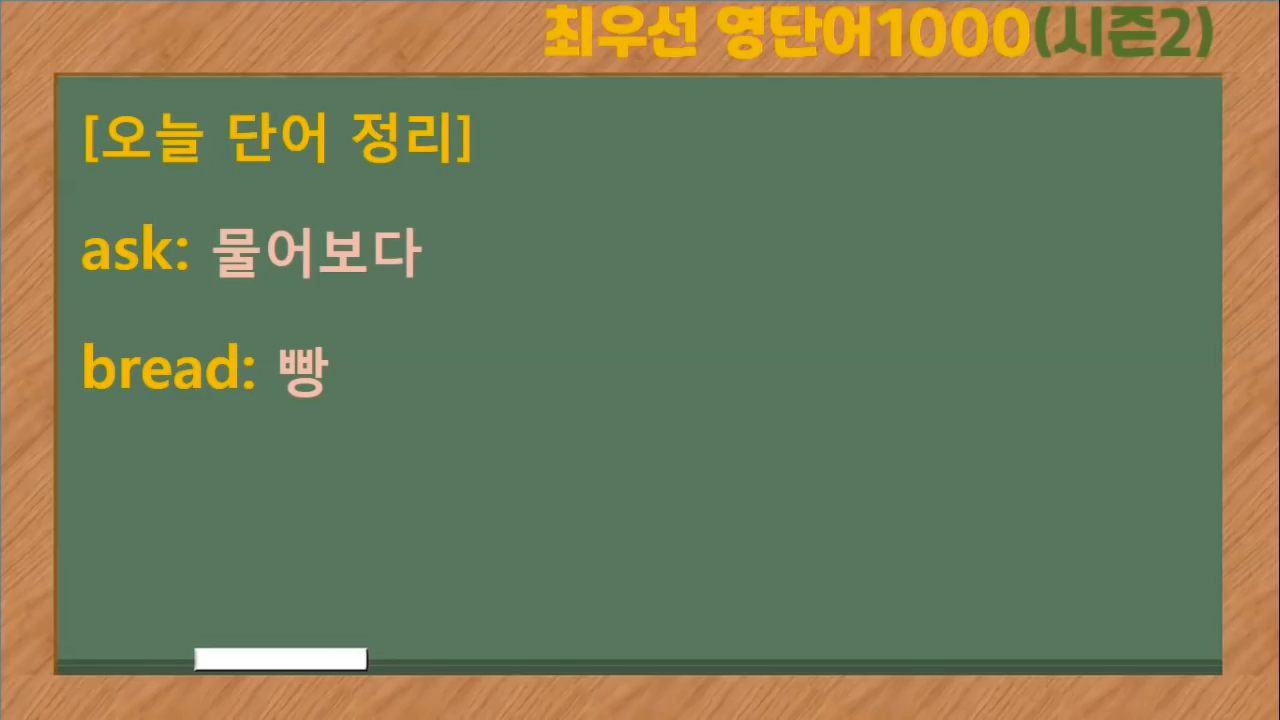 최우선 영단어1000(시즌2)
[오늘 단어 정리]
ask: 물어보다
bread: 빵